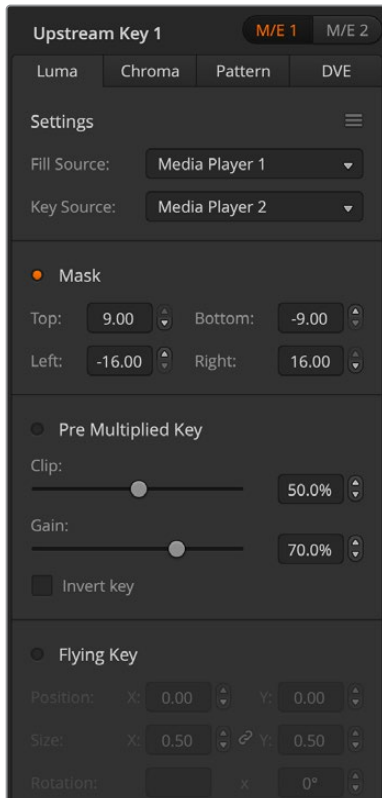 Upstream Key 1 M/E 1 M/E 2
Luma Chroma Pattern DVE
Settings
Fill Source: Media Player 1
Key Source: Media Player 2
Mask
Top: 9.00 Bottom: -9.00
Left: -16.00 Right: 16.00
Pre Multiplied Key
Clip:
50.0%
Gain:
70.0%
Invert key
Flying Key
Position: X: 0.00 Y: 0.00
Size: X: 0.50 Y: 0.50
Rotation: x 0°